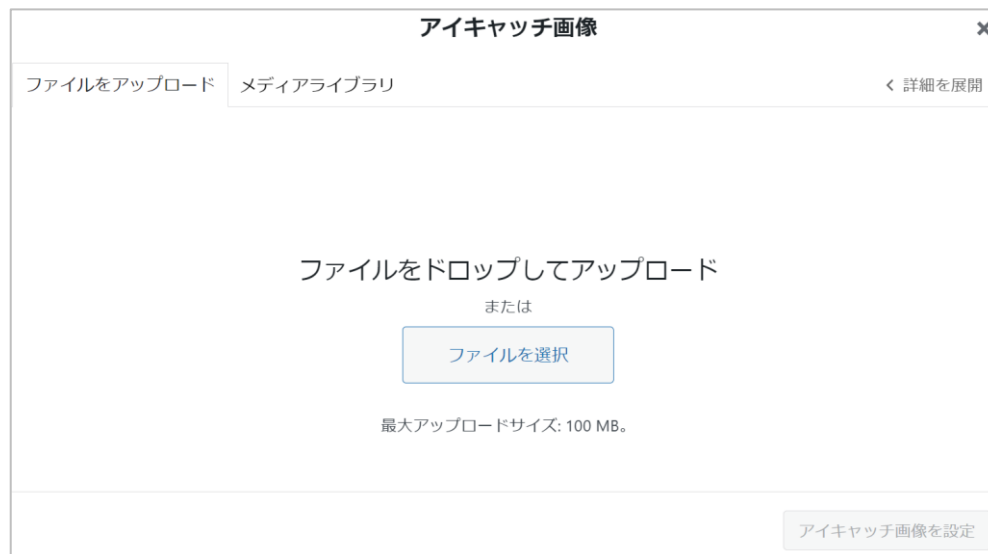 アイキャッチ画像
ファイルをアップロード メディアライブラリ 詳細を展開
ファイルをドロップしてアップロード
または
ファイルを選択
最大アップロードサイズ: 100 MB。
アイキャッチ画像を設定